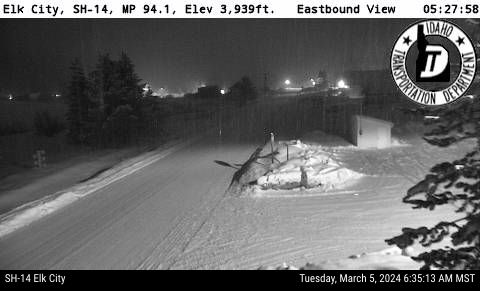 Elk City, SH-14, MP 94.1, Elev 3,939ft. Eastbound View 05:27:58
IDAHO
TRANSPORTATION DEPARTMENT
SH-14 Elk City Tuesday, March 5, 2024 6:35:13 AM MST